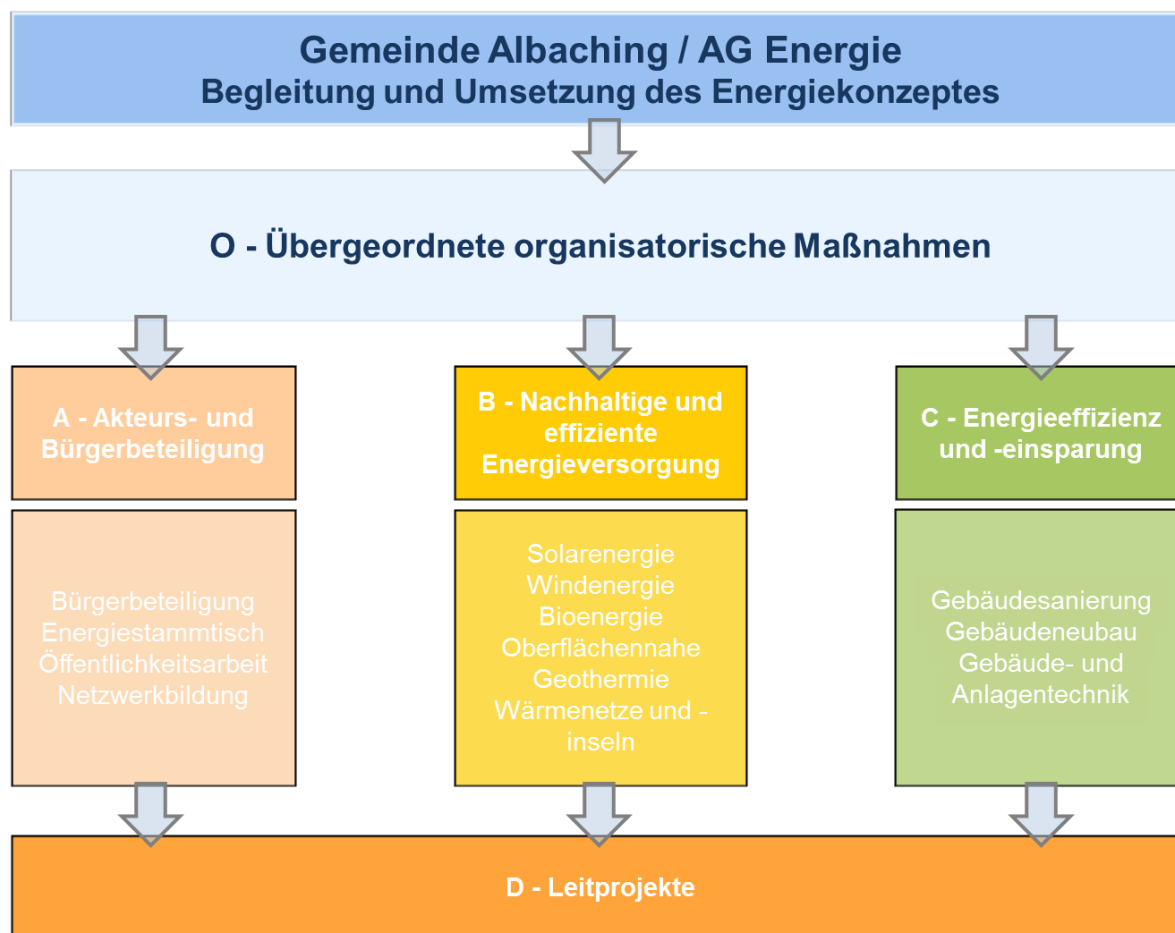 Gemeinde Albaching / AG Energie
Begleitung und Umsetzung des Energiekonzeptes
O - Übergeordnete organisatorische Maßnahmen
A - Akteurs- und
Bürgerbeteiligung
Bürgerbeteiligung
Energiestammtisch
Öffentlichkeitsarbeit
Netzwerkbildung
B - Nachhaltige und
effiziente
Energieversorgung
Solarenergie
Windenergie
Bioenergie
Oberflächennahe
Geothermie
Wärmenetze und -
inseln
C - Energieeffizienz
und -einsparung
Gebäudesanierung
Gebäudeneubau
Gebäude- und
Anlagentechnik
D - Leitprojekte